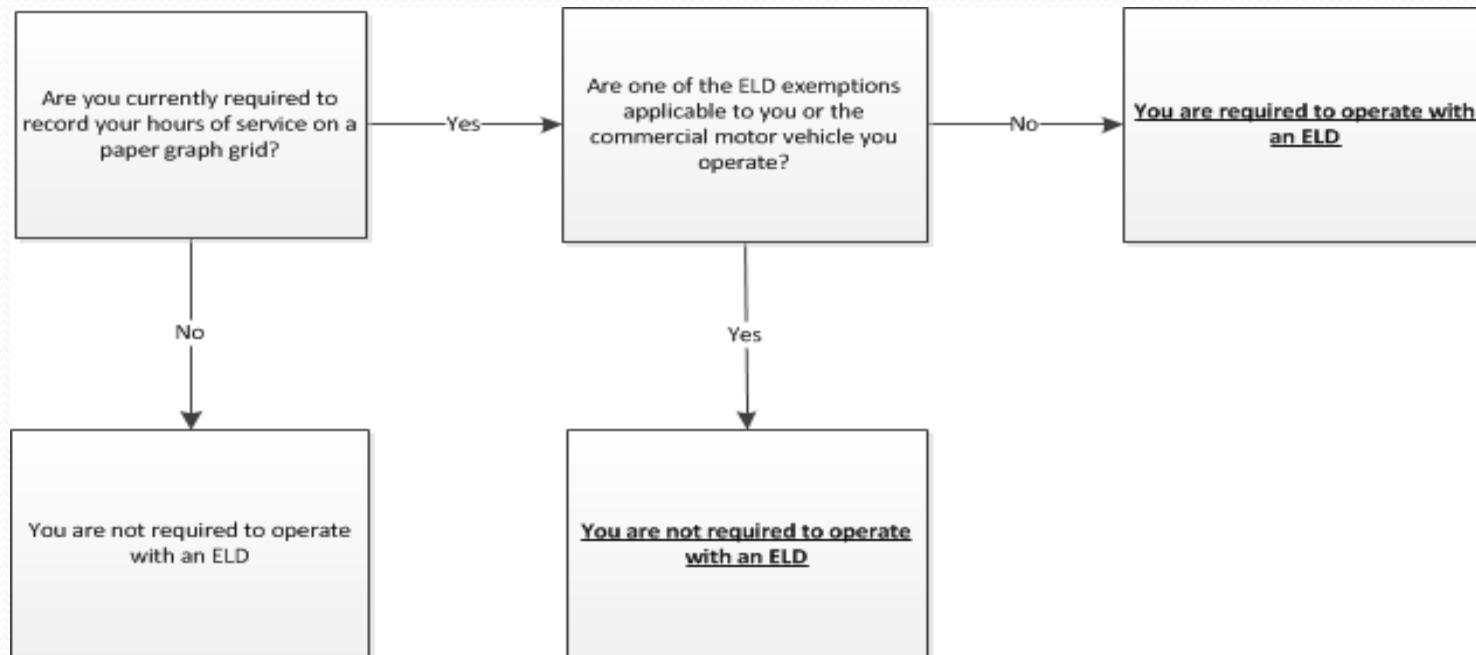 Are you currently required to
record your hours of service on a
paper graph grid?
Yes
Are one of the ELD exemptions
applicable to you or the
commercial motor vehicle you
operate?
No
You are required to operate with
an ELD
No
Yes
You are not required to operate
with an ELD
You are not required to operate
with an ELD